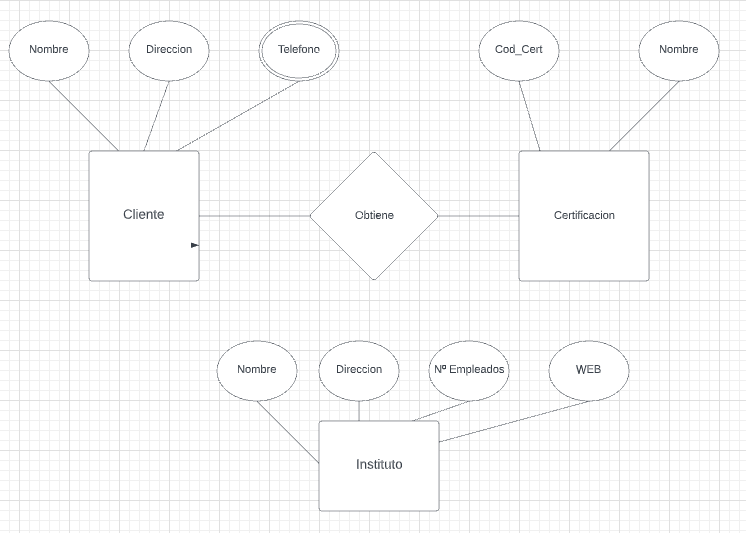 Nombre
Direccion
Telefono
Cod_Cert
Nombre
Cliente
Obtiene
Certificacion
Nombre
Direccion
Nº Empleados
WEB
Instituto